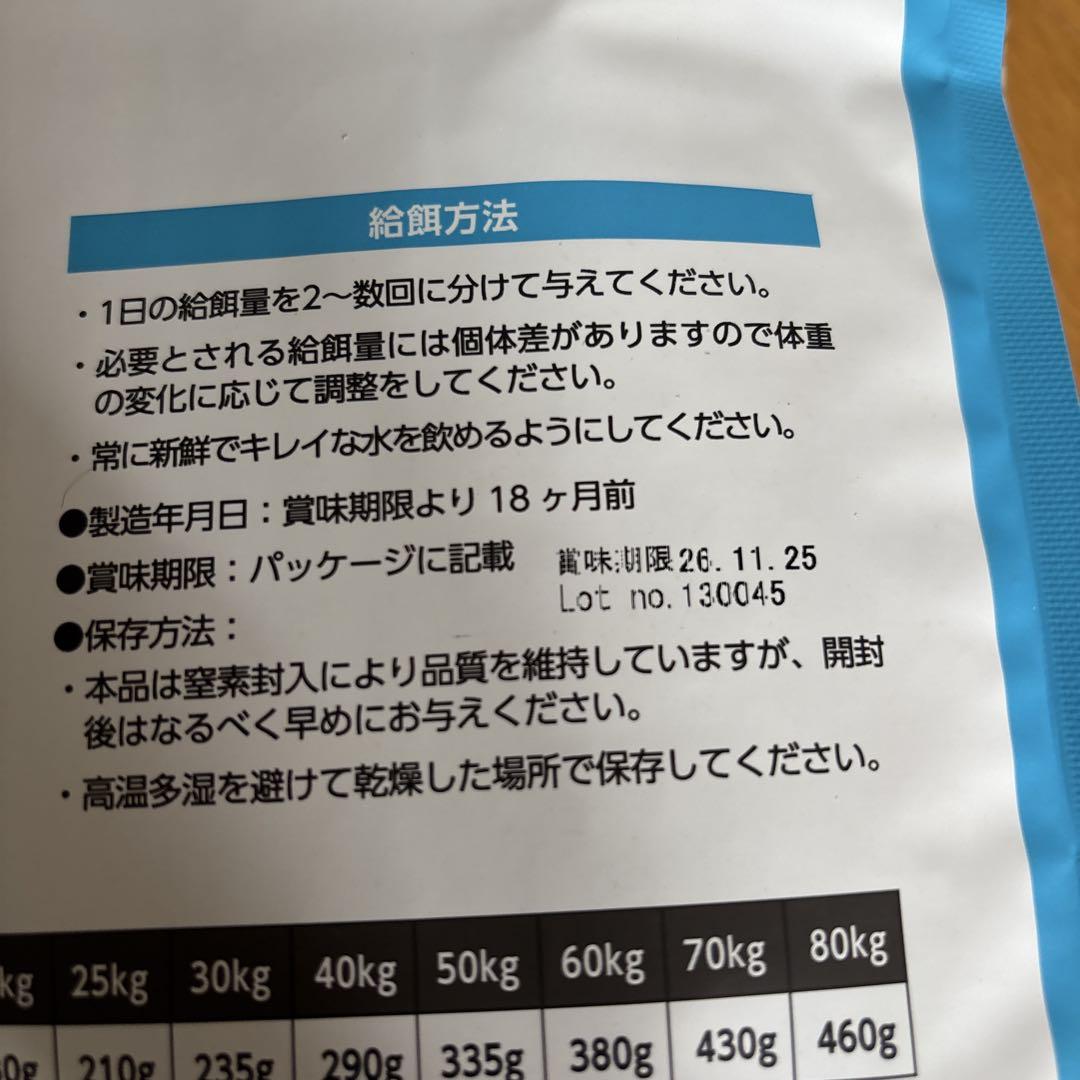 給餌方法
・1日の給餌量を2～数回に分けて与えてください。
・必要とされる給餌量には個体差がありますので体重
の変化に応じて調整をしてください。
・常に新鮮でキレイな水を飲めるようにしてください。
●製造年月日：賞味期限より 18 ヶ月前
●賞味期限：パッケージに記載
賞味期限 26. 11. 25
Lot no. 130045
●保存方法：
・本品は窒素封入により品質を維持していますが、開封
後はなるべく早めにお与えください。
・高温多湿を避けて乾燥した場所で保存してください。
kg 25kg 30kg 40kg 50kg 60kg 70kg 80kg
210g 235g 290g 335g 380g 430g 460g